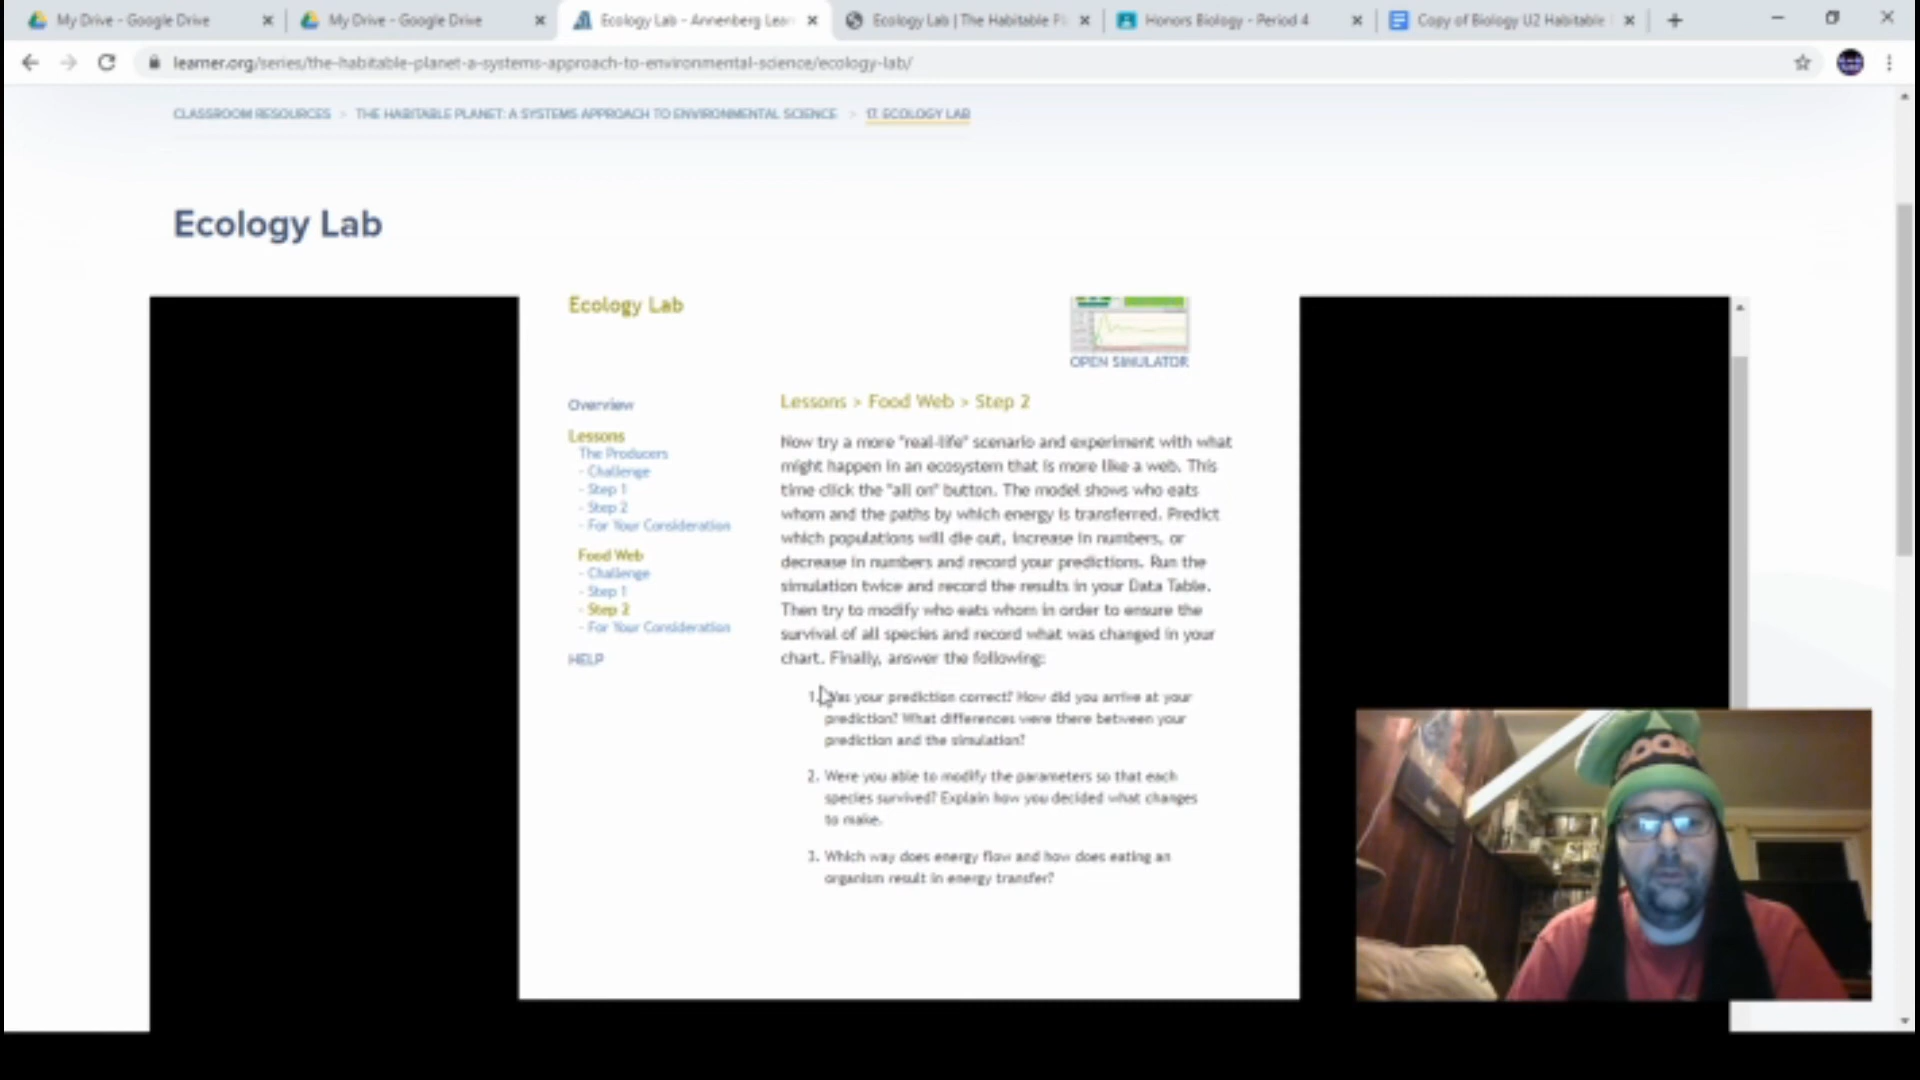 My Drive - Google Drive
My Drive - Google Drive
Ecology Lab - Annenberg Lear
Ecology Lab | The Habitable Pl
Honors Biology - Period 4
Copy of Biology U2 Habitable
learner.org/series/the-habitable-planet-a-systems-approach-to-environmental-science/ecology-lab/
CLASSROOM RESOURCES > THE HABITABLE PLANET: A SYSTEMS APPROACH TO ENVIRONMENTAL SCIENCE > 17. ECOLOGY LAB
Ecology Lab
Ecology Lab
OPEN SIMULATOR
Overview
Lessons
The Producers
- Challenge
- Step 1
- Step 2
- For Your Consideration
Food Web
- Challenge
- Step 1
- Step 2
- For Your Consideration
HELP
Lessons > Food Web > Step 2
Now try a more "real-life" scenario and experiment with what
might happen in an ecosystem that is more like a web. This
time click the "all on" button. The model shows who eats
whom and the paths by which energy is transferred. Predict
which populations will die out, increase in numbers, or
decrease in numbers and record your predictions. Run the
simulation twice and record the results in your Data Table.
Then try to modify who eats whom in order to ensure the
survival of all species and record what was changed in your
chart. Finally, answer the following:
1. Was your prediction correct? How did you arrive at your
prediction? What differences were there between your
prediction and the simulation?
2. Were you able to modify the parameters so that each
species survived? Explain how you decided what changes
to make.
3. Which way does energy flow and how does eating an
organism result in energy transfer?